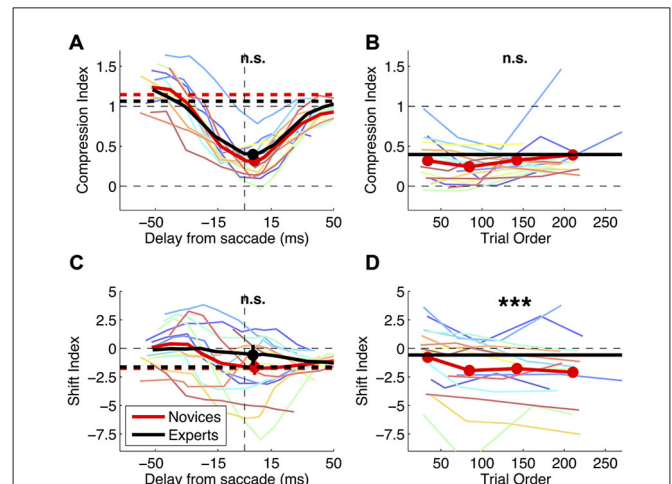 A
B
n.s.
n.s.
1.5
1
0.5
0
Compression Index
−50
−15
15
50
Delay from saccade (ms)
1.5
1
0.5
0
Compression Index
50
100
150
200
250
Trial Order
C
D
n.s.
***
5
2.5
0
−2.5
−5
−7.5
Shift Index
Novices
Experts
−50
−15
15
50
Delay from saccade (ms)
5
2.5
0
−2.5
−5
−7.5
Shift Index
50
100
150
200
250
Trial Order